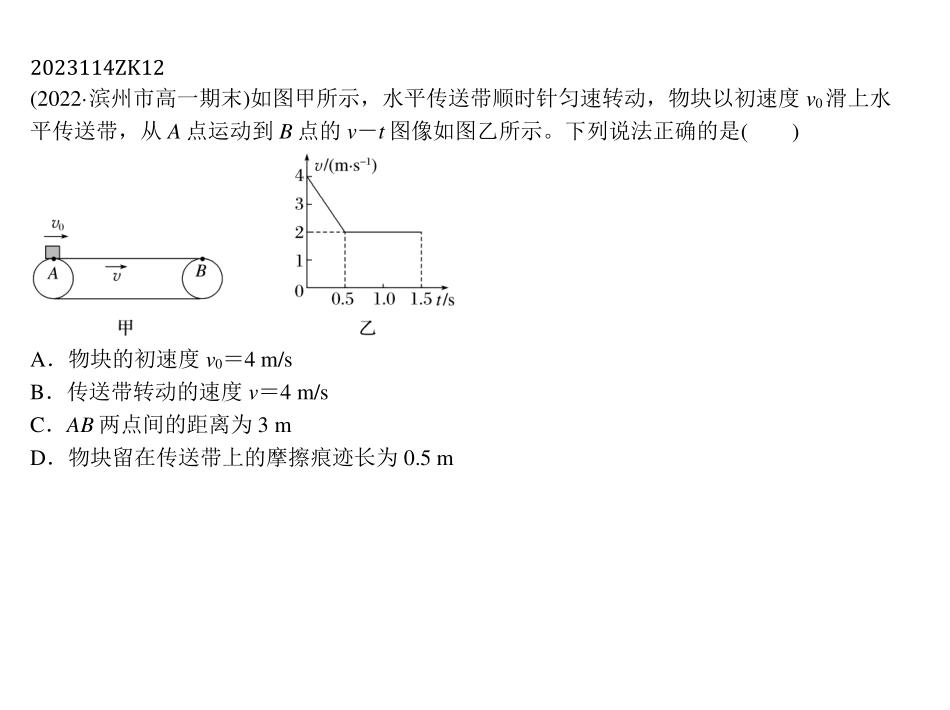 2023114ZK12
(2022·滨州市高一期末)如图甲所示，水平传送带顺时针匀速转动，物块以初速度 v₀滑上水
平传送带，从 A 点运动到 B 点的 v－t 图像如图乙所示。下列说法正确的是(　　)
v₀
A
v
B
甲
v/(m·s⁻¹)
4
3
2
1
0
0.5 1.0 1.5 t/s
乙
A．物块的初速度 v₀＝4 m/s
B．传送带转动的速度 v＝4 m/s
C．AB 两点间的距离为 3 m
D．物块留在传送带上的摩擦痕迹长为 0.5 m